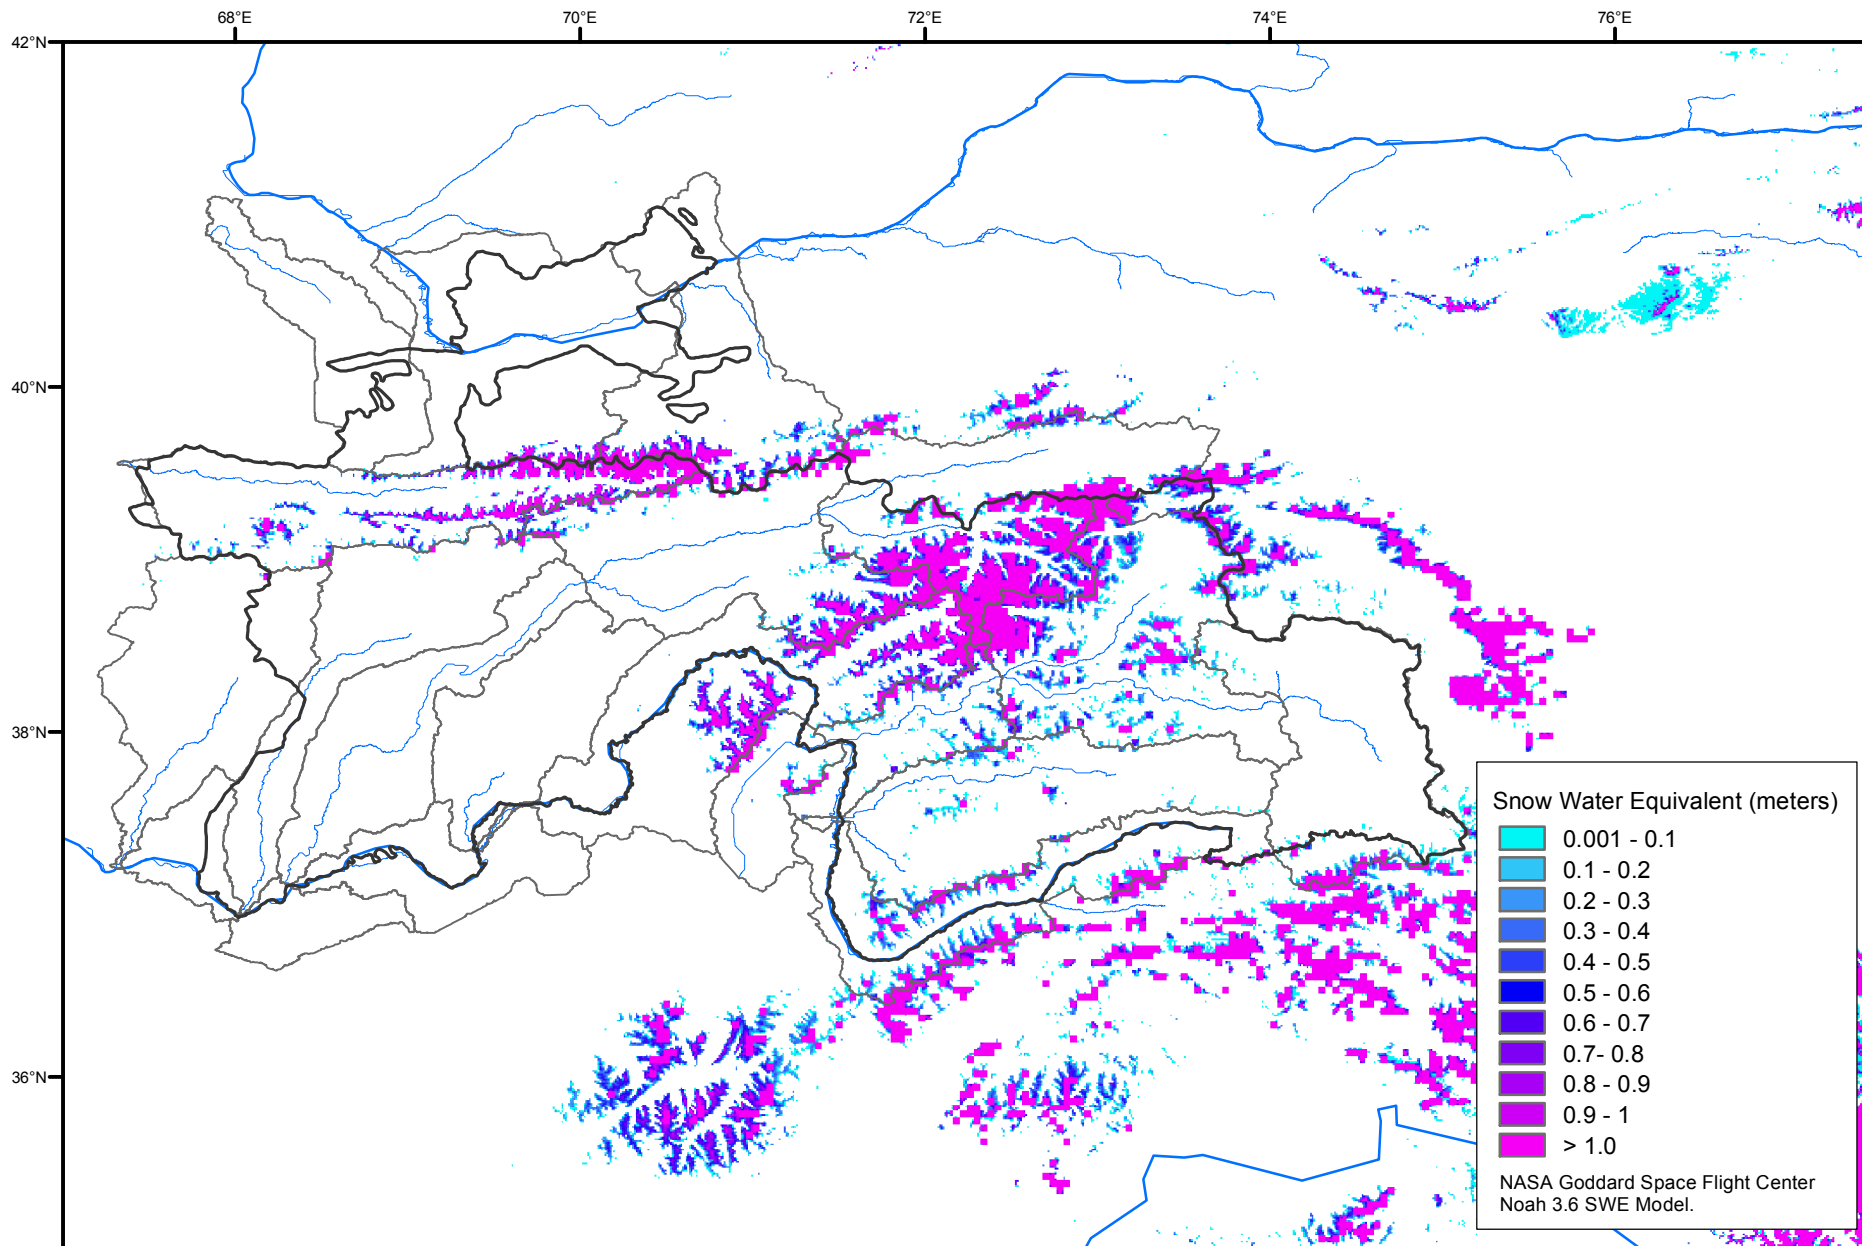 68°E
70°E
72°E
74°E
76°E
42°N
40°N
38°N
36°N
Snow Water Equivalent (meters)
0.001 - 0.1
0.1 - 0.2
0.2 - 0.3
0.3 - 0.4
0.4 - 0.5
0.5 - 0.6
0.6 - 0.7
0.7- 0.8
0.8 - 0.9
0.9 - 1
> 1.0
NASA Goddard Space Flight Center
Noah 3.6 SWE Model.